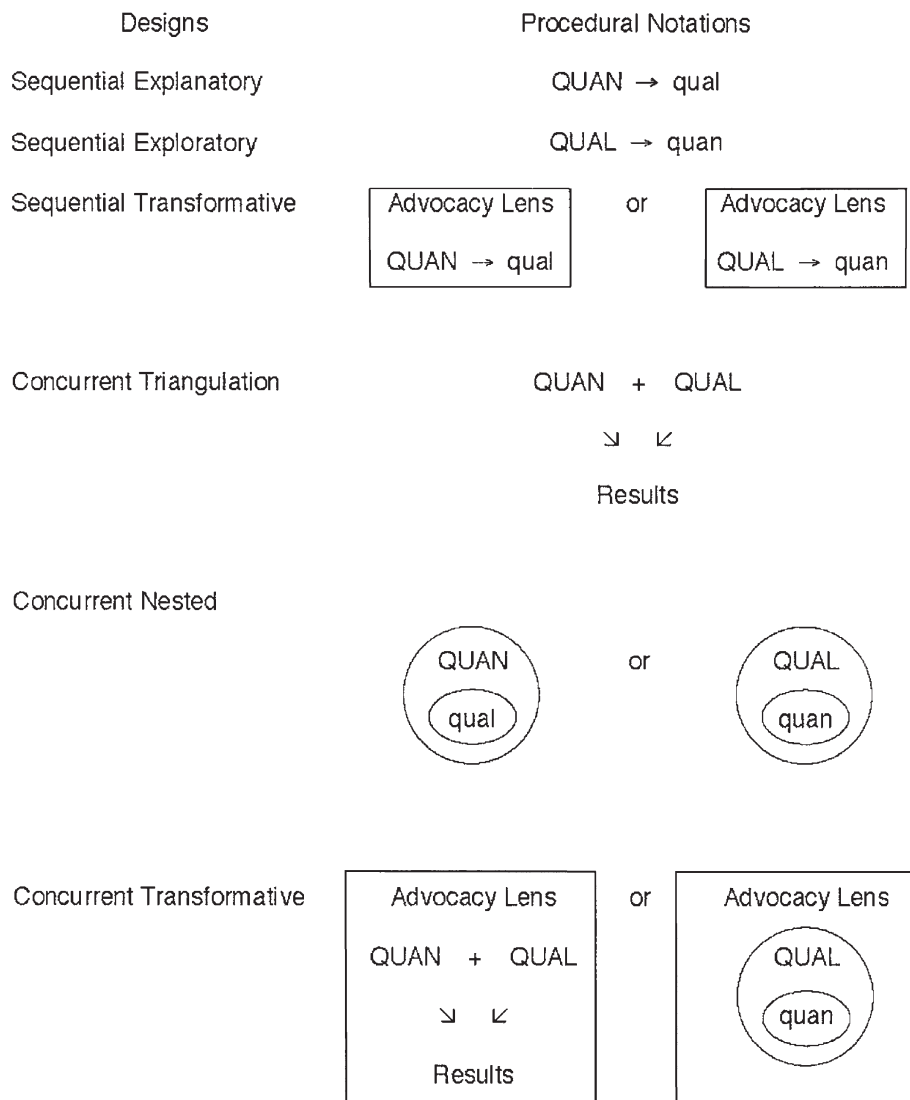 Designs Procedural Notations
Sequential Explanatory QUAN → qual
Sequential Exploratory QUAL → quan
Sequential Transformative Advocacy Lens or Advocacy Lens
QUAN → qual QUAL → quan
Concurrent Triangulation QUAN + QUAL
↘ ↙
Results
Concurrent Nested
QUAN or QUAL
qual quan
Concurrent Transformative Advocacy Lens or Advocacy Lens
QUAN + QUAL QUAL
↘ ↙ quan
Results